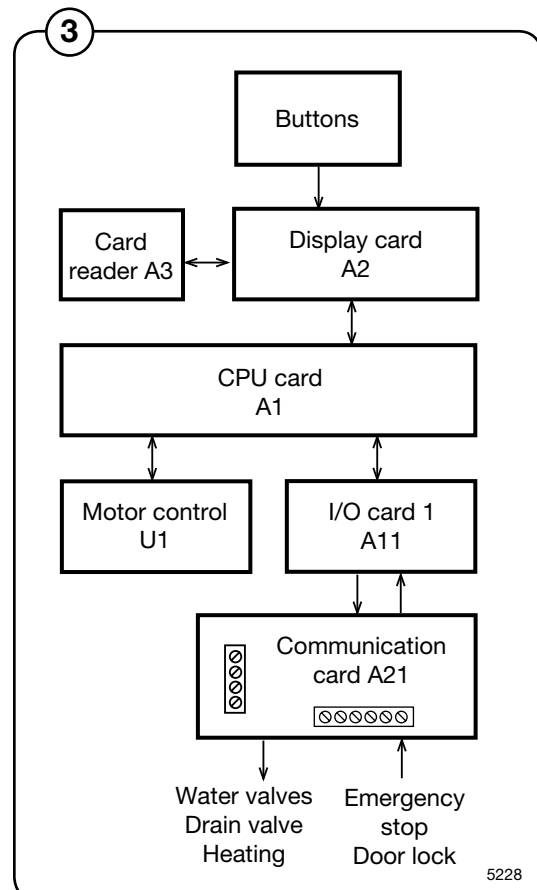 3
Buttons
Card
reader A3
Display card
A2
CPU card
A1
Motor control
U1
I/O card 1
A11
Communication
card A21
Water valves
Drain valve
Heating
Emergency
stop
Door lock
5228